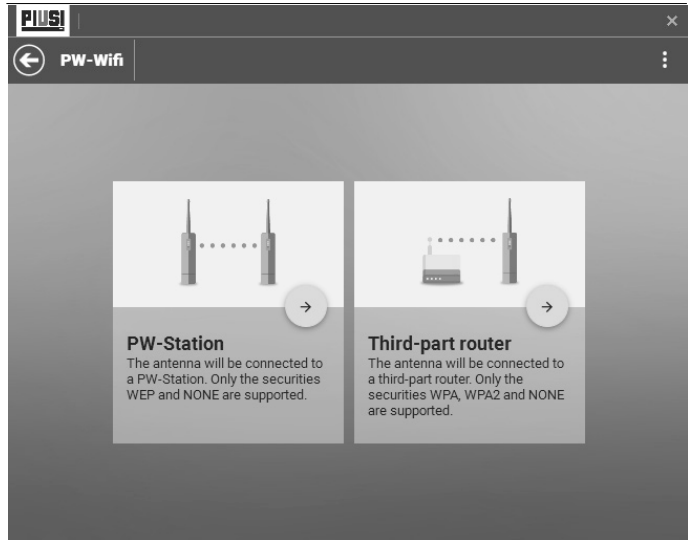 PIUSI
PW-Wifi
PW-Station
The antenna will be connected to
a PW-Station. Only the securities
WEP and NONE are supported.
Third-part router
The antenna will be connected to
a third-part router. Only the
securities WPA, WPA2 and NONE
are supported.